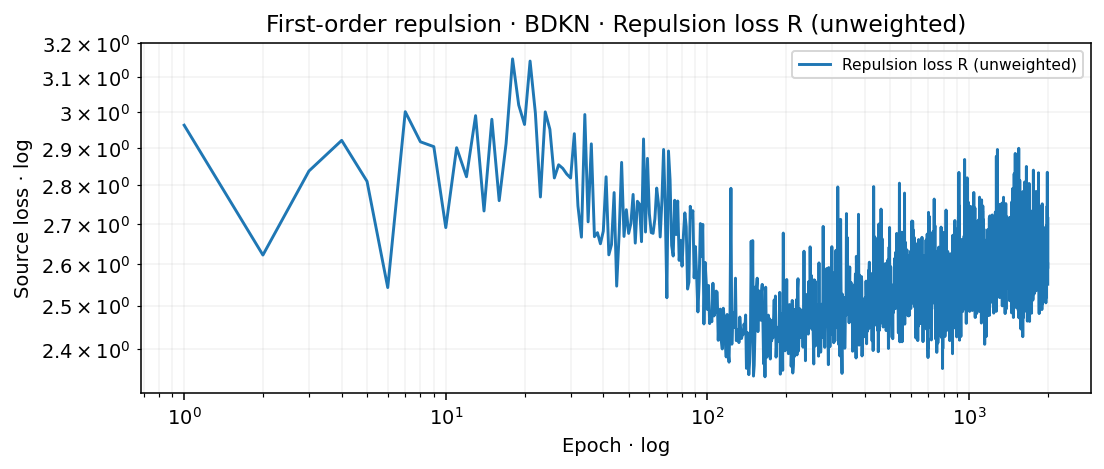 First-order repulsion · BDKN · Repulsion loss R (unweighted)
Repulsion loss R (unweighted)
Source loss · log
3.2 × 10⁰
3.1 × 10⁰
3 × 10⁰
2.9 × 10⁰
2.8 × 10⁰
2.7 × 10⁰
2.6 × 10⁰
2.5 × 10⁰
2.4 × 10⁰
10⁰ 10¹ 10² 10³
Epoch · log